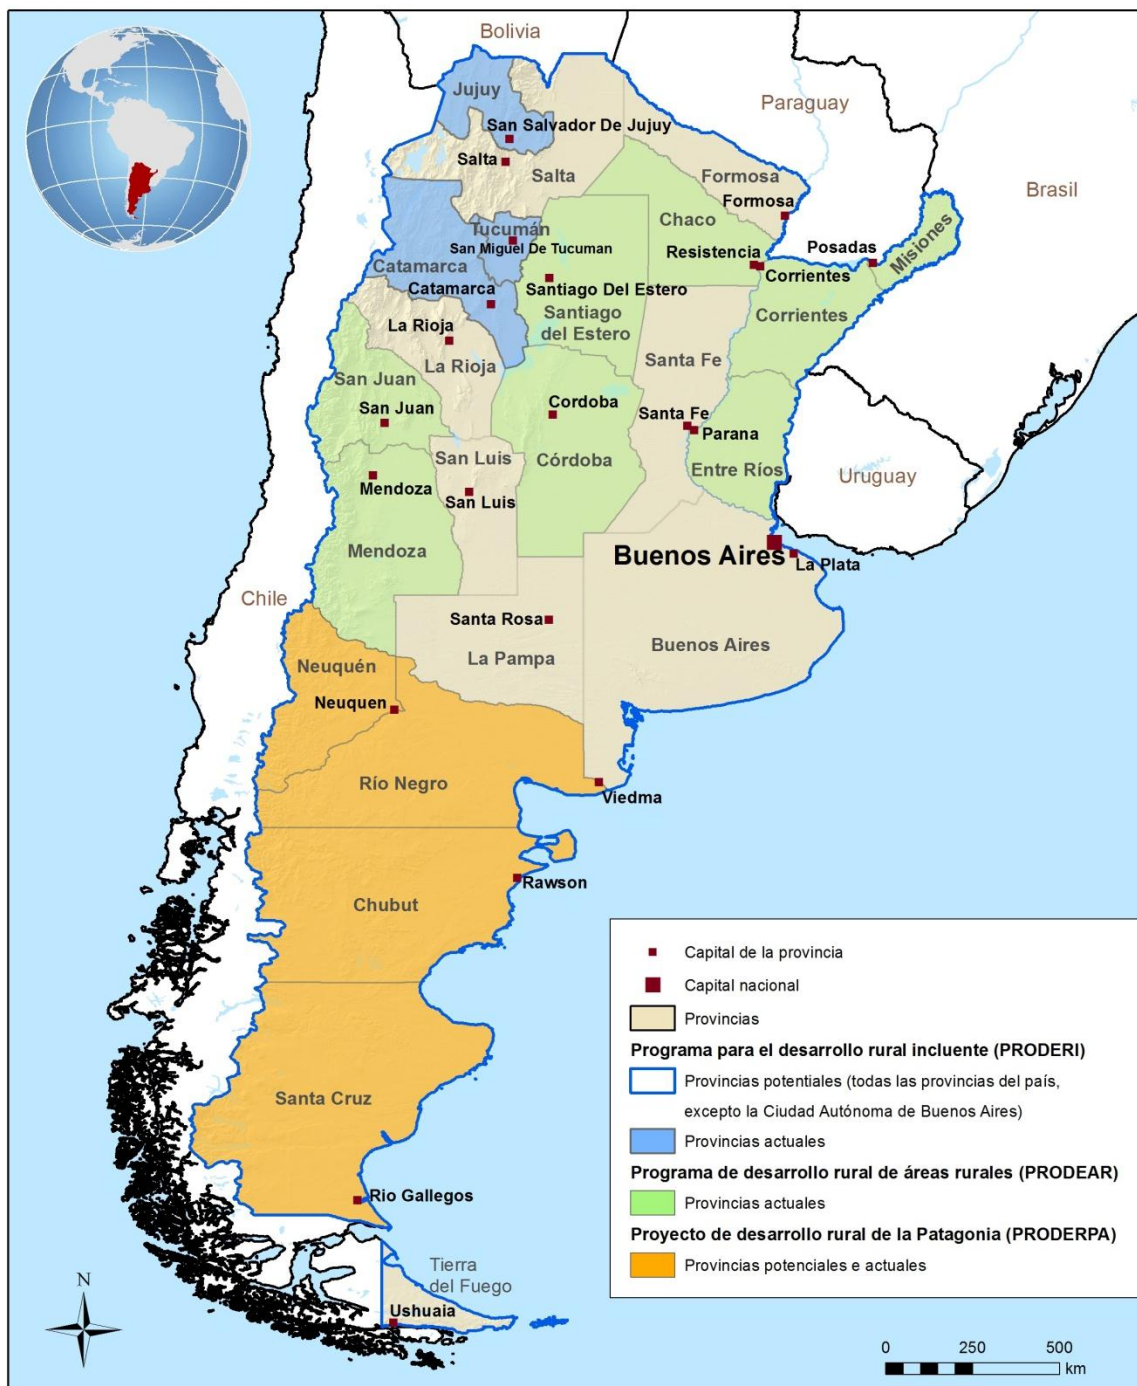 Bolivia
Jujuy
Paraguay
San Salvador De Jujuy
Salta
Salta
Formosa
Brasil
Formosa
Chaco
Tucumán
San Miguel De Tucuman
Resistencia
Posadas
Misiones
Catamarca
Corrientes
Catamarca
Santiago Del Estero
Santiago
del Estero
Corrientes
La Rioja
La Rioja
Santa Fe
San Juan
San Juan
Cordoba
Santa Fe
Parana
San Luis
Córdoba
Entre Ríos
Uruguay
Mendoza
San Luis
Mendoza
Buenos Aires
La Plata
Chile
Santa Rosa
Buenos Aires
La Pampa
Neuquén
Neuquen
Río Negro
Viedma
Rawson
Chubut
Santa Cruz
Rio Gallegos
Tierra
del Fuego
Ushuaia
N
Capital de la provincia
Capital nacional
Provincias
Programa para el desarrollo rural incluente (PRODERI)
Provincias potentiales (todas las provincias del país,
excepto la Ciudad Autónoma de Buenos Aires)
Provincias actuales
Programa de desarrollo rural de áreas rurales (PRODEAR)
Provincias actuales
Proyecto de desarrollo rural de la Patagonia (PRODERPA)
Provincias potenciales e actuales
0 250 500
km